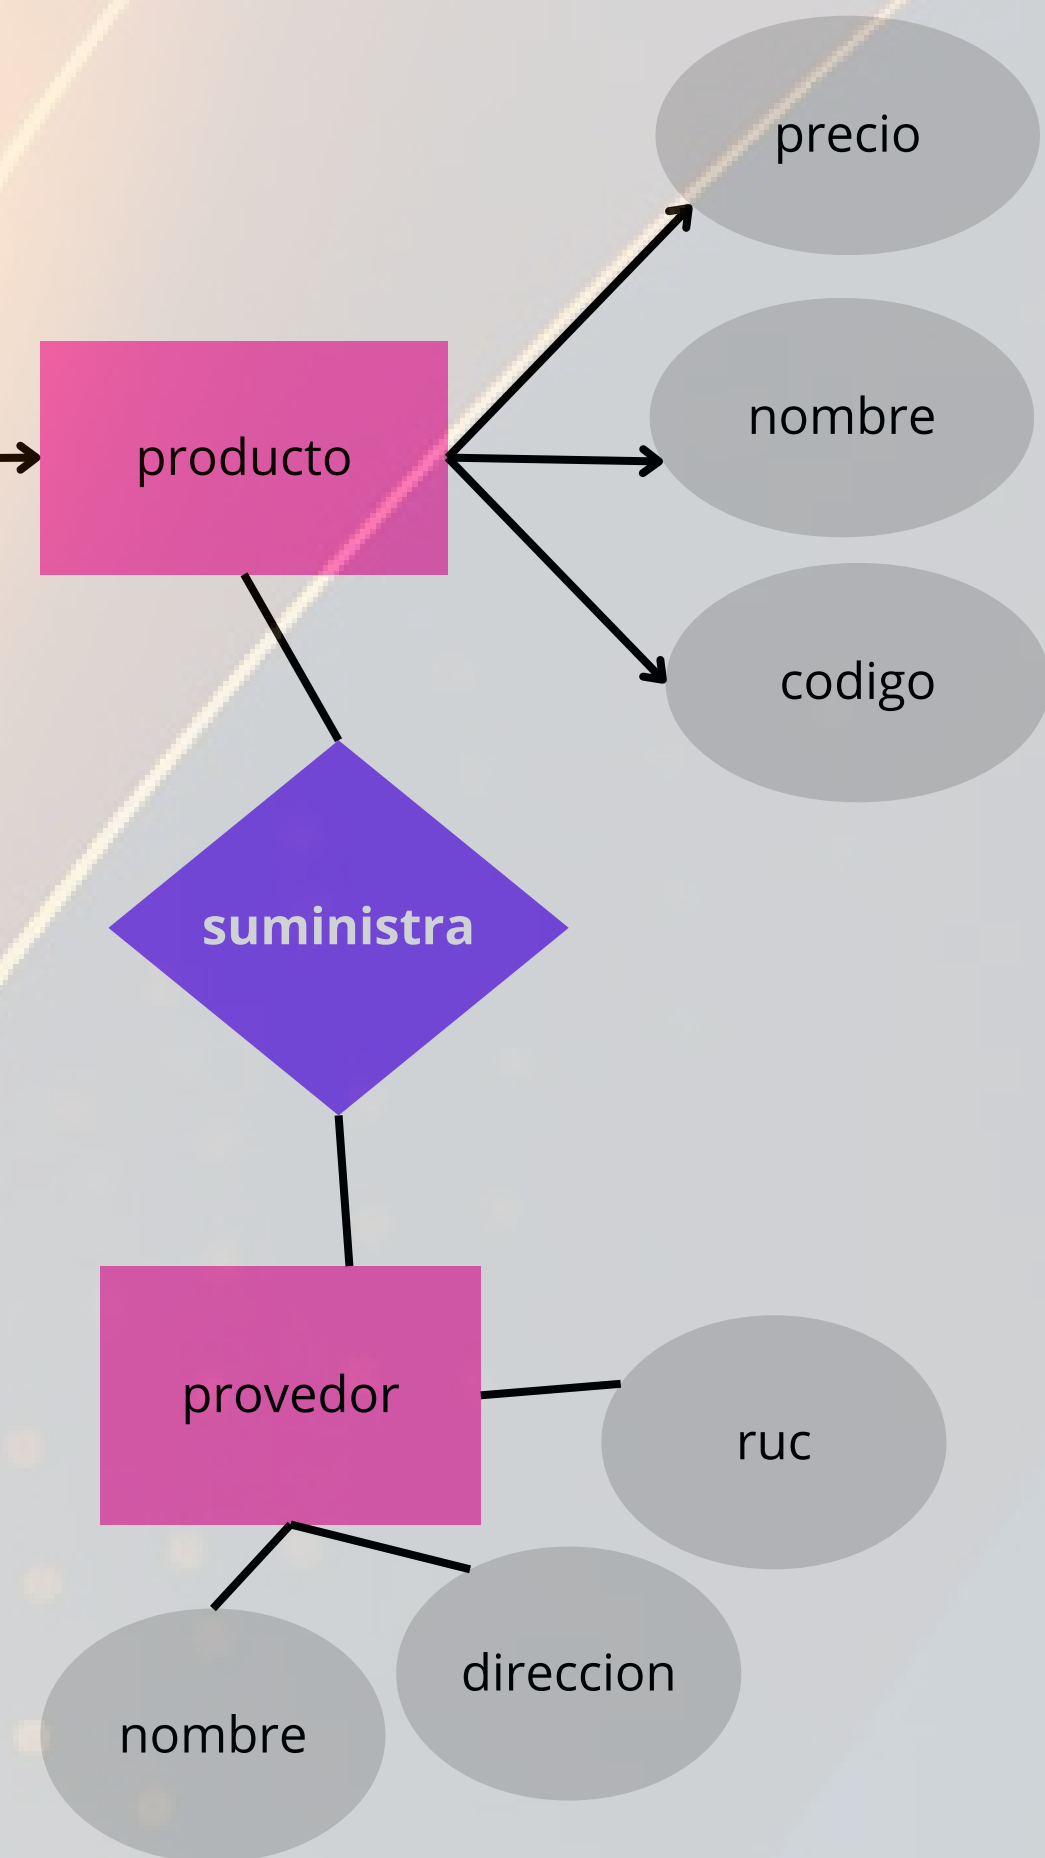 precio
nombre
producto
codigo
suministra
provedor
ruc
direccion
nombre